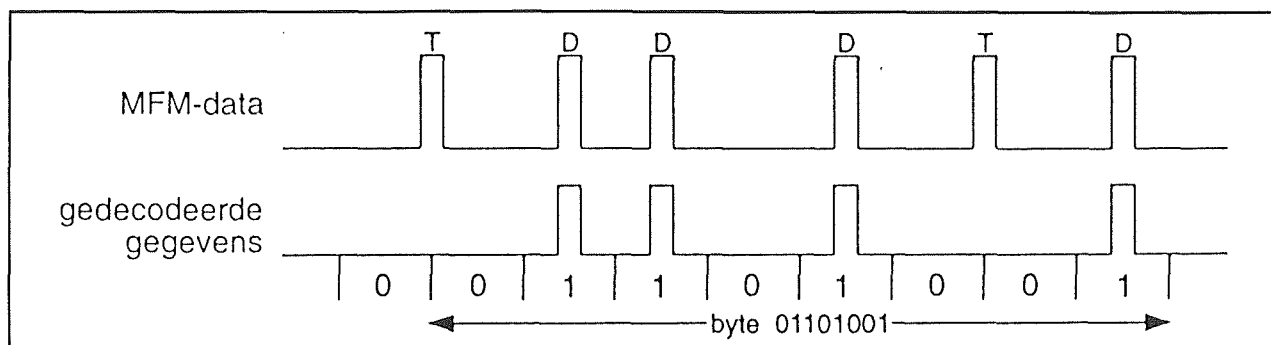 T D D D T D
MFM-data
gedecodeerde
gegevens
0 0 1 1 0 1 0 0 1
byte 01101001